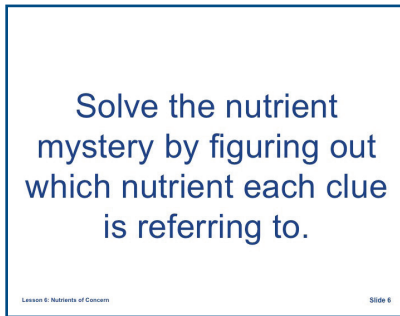 Solve the nutrient
mystery by figuring out
which nutrient each clue
is referring to.
Lesson 6: Nutrients of Concern
Slide 6